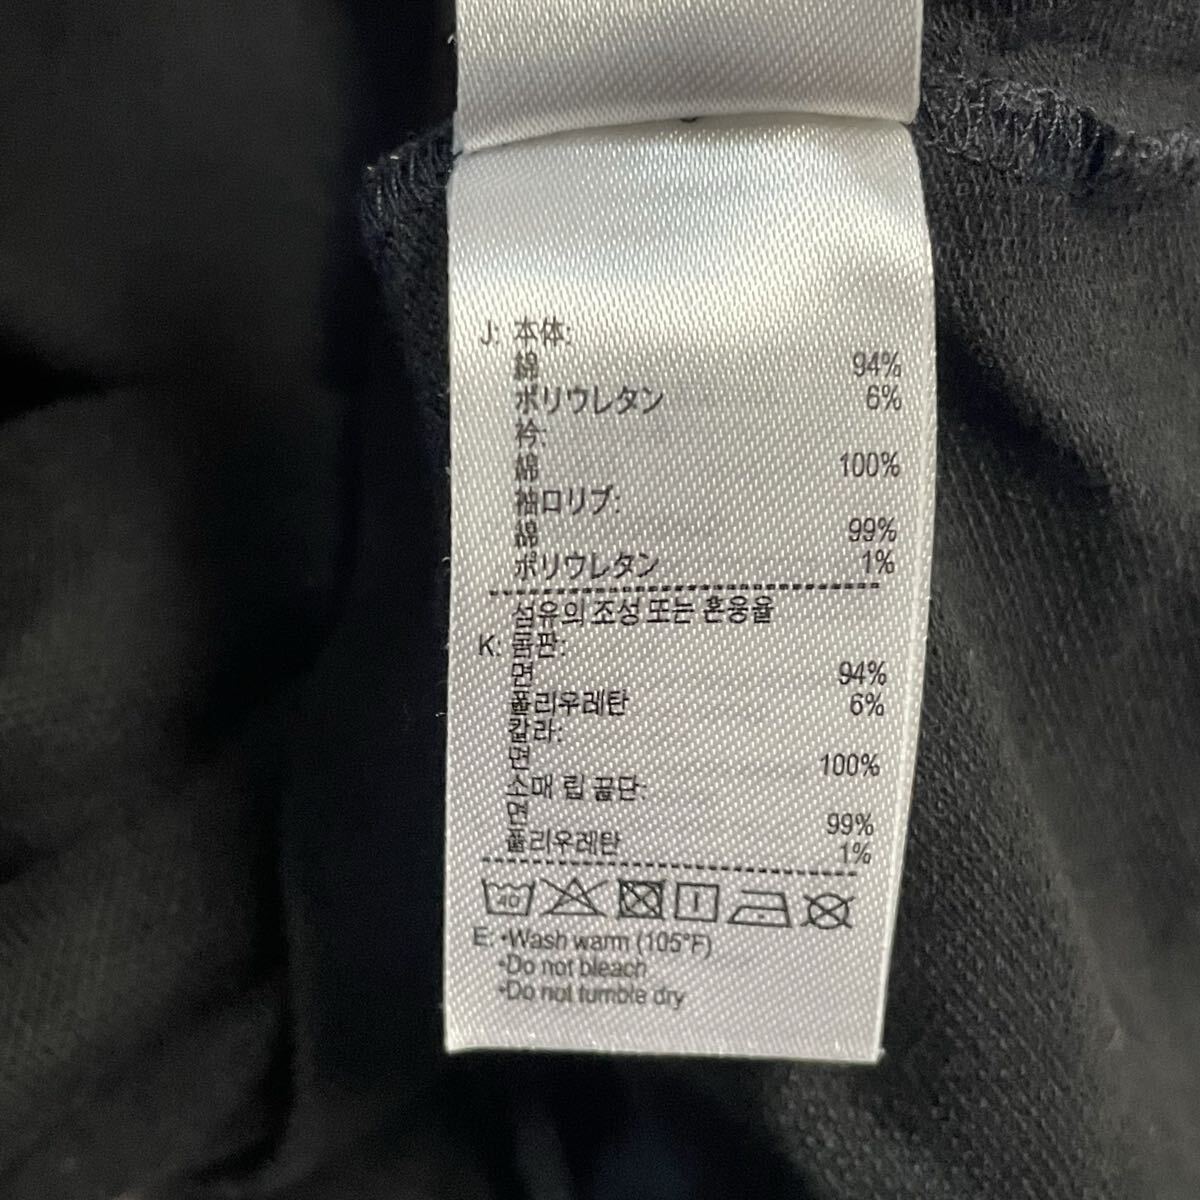 J: 本体:
綿 94%
ポリウレタン 6%
衿:
綿 100%
袖口リブ:
綿 99%
ポリウレタン 1%
섬유의 조성 또는 혼용율
K: 몸판:
면 94%
폴리우레탄 6%
칼라:
면 100%
소매 립 끝단:
면 99%
폴리우레탄 1%
40
E: •Wash warm (105°F)
•Do not bleach
•Do not tumble dry